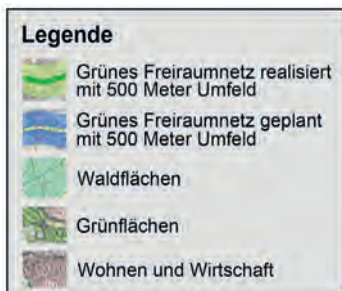 Legende
Grünes Freiraumnetz realisiert
mit 500 Meter Umfeld
Grünes Freiraumnetz geplant
mit 500 Meter Umfeld
Waldflächen
Grünflächen
Wohnen und Wirtschaft